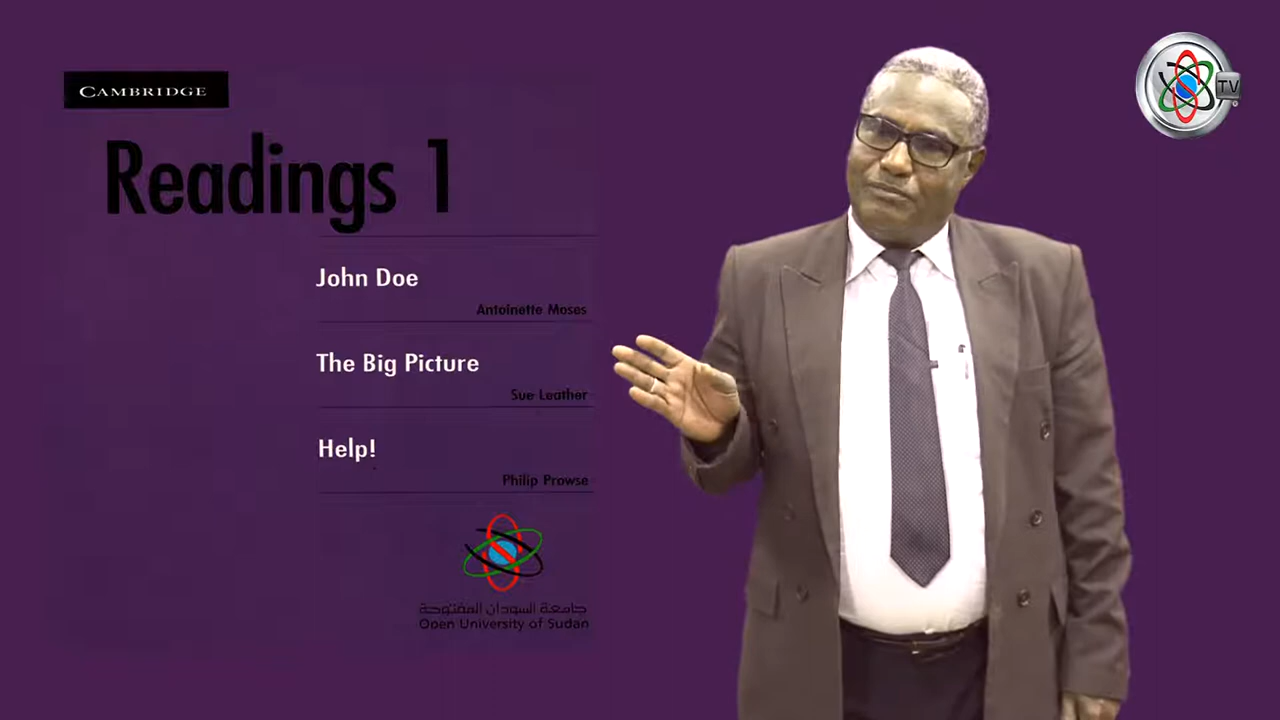 CAMBRIDGE
Readings 1
John Doe
Antoinette Moses
The Big Picture
Sue Leather
Help!
Philip Prowse
جامعة السودان المفتوحة
Open University of Sudan
TV